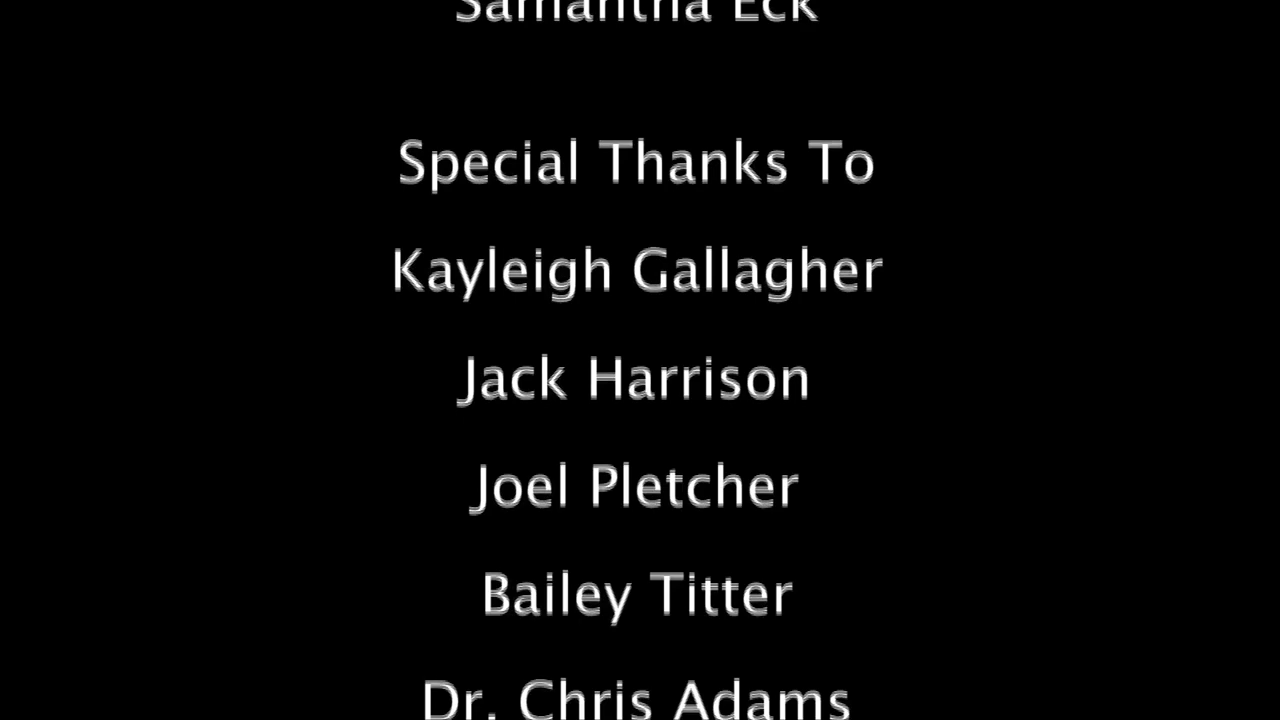 Samantha Eck
Special Thanks To
Kayleigh Gallagher
Jack Harrison
Joel Pletcher
Bailey Titter
Dr. Chris Adams